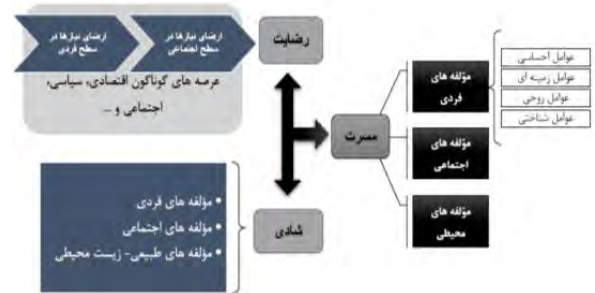 ارضای نیازها در
سطح اجتماعی
ارضای نیازها در
سطح فردی
عرصه های گوناگون اقتصادی، سیاسی،
اجتماعی و ...
رضایت
مسرت
شادی
مؤلفه های
فردی
مؤلفه های
اجتماعی
مؤلفه های
محیطی
عوامل احساسی
عوامل زمینه ای
عوامل روحی
عوامل شناختی
• مؤلفه های فردی
• مؤلفه های اجتماعی
• مؤلفه های طبیعی- زیست محیطی